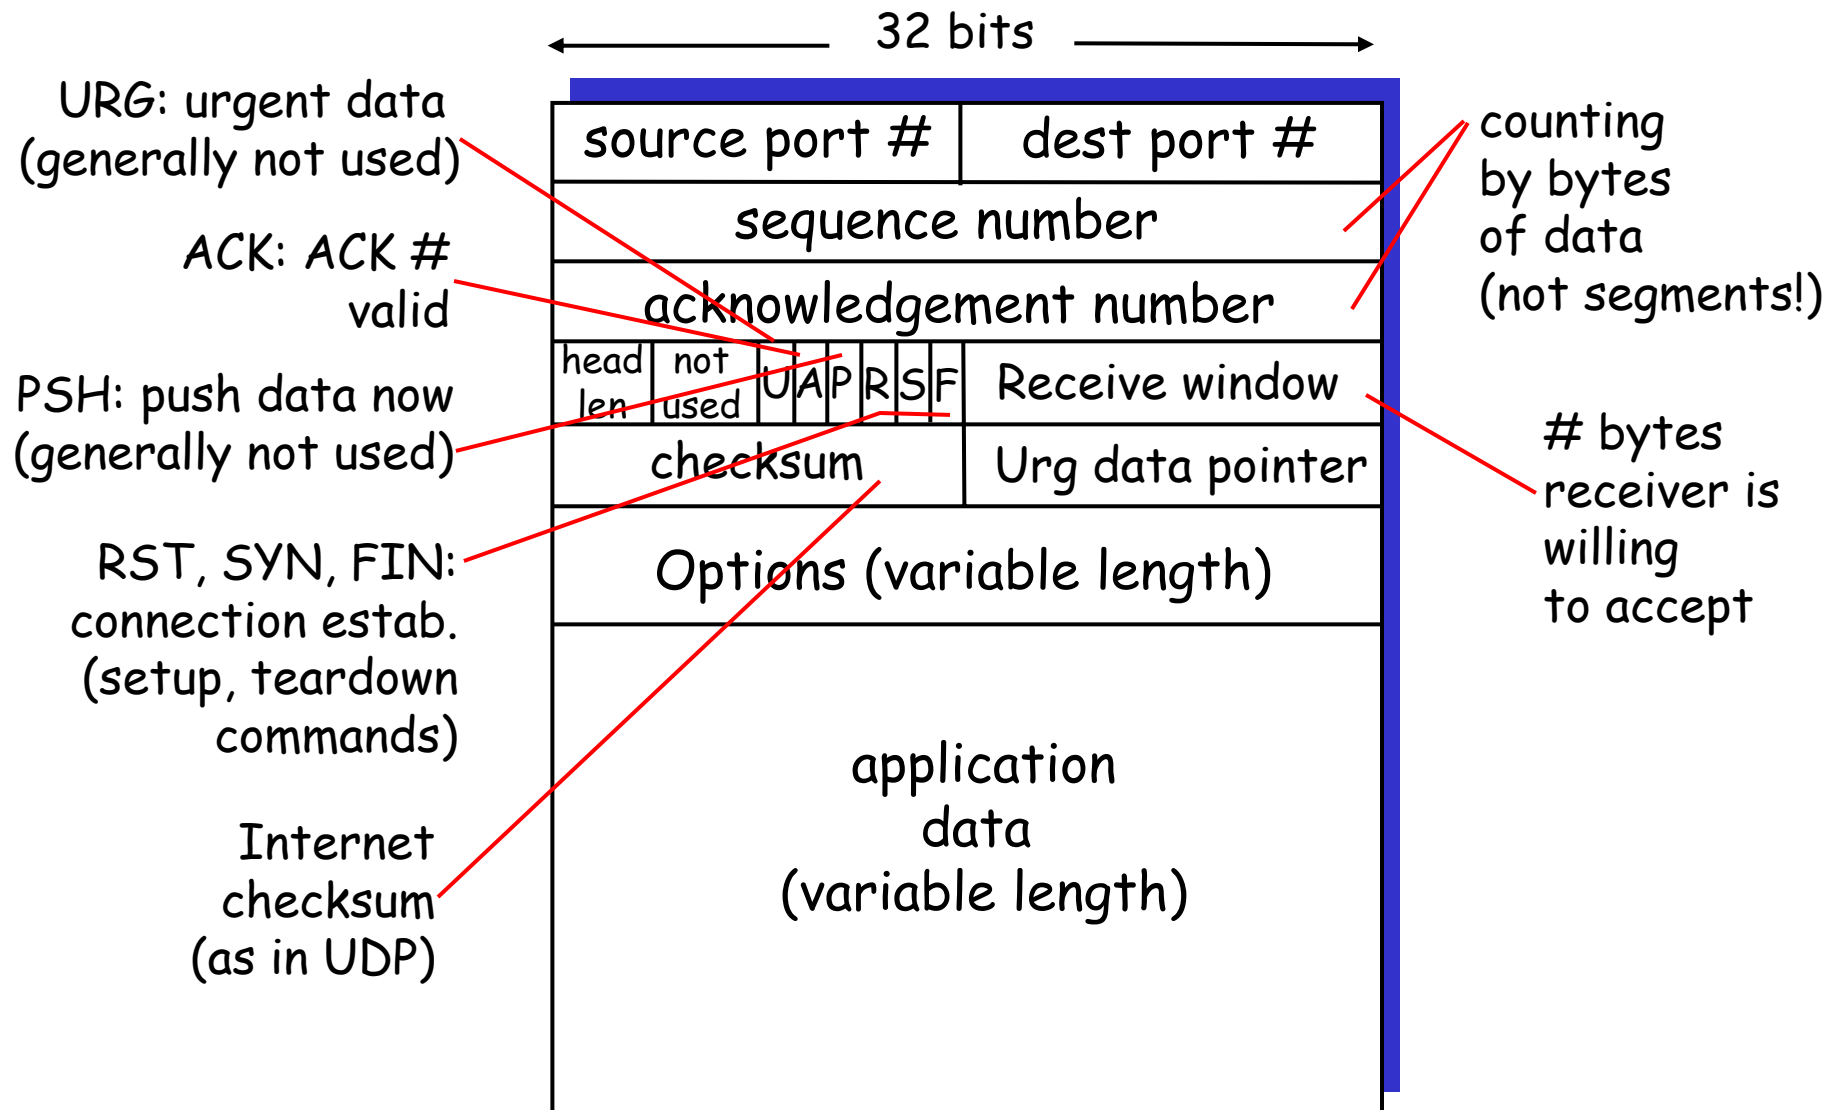 32 bits
URG: urgent data
(generally not used)
ACK: ACK #
valid
PSH: push data now
(generally not used)
RST, SYN, FIN:
connection estab.
(setup, teardown
commands)
Internet
checksum
(as in UDP)
source port # dest port #
sequence number
acknowledgement number
head not U A P R S F Receive window
len used
checksum Urg data pointer
Options (variable length)
application
data
(variable length)
counting
by bytes
of data
(not segments!)
# bytes
receiver is
willing
to accept